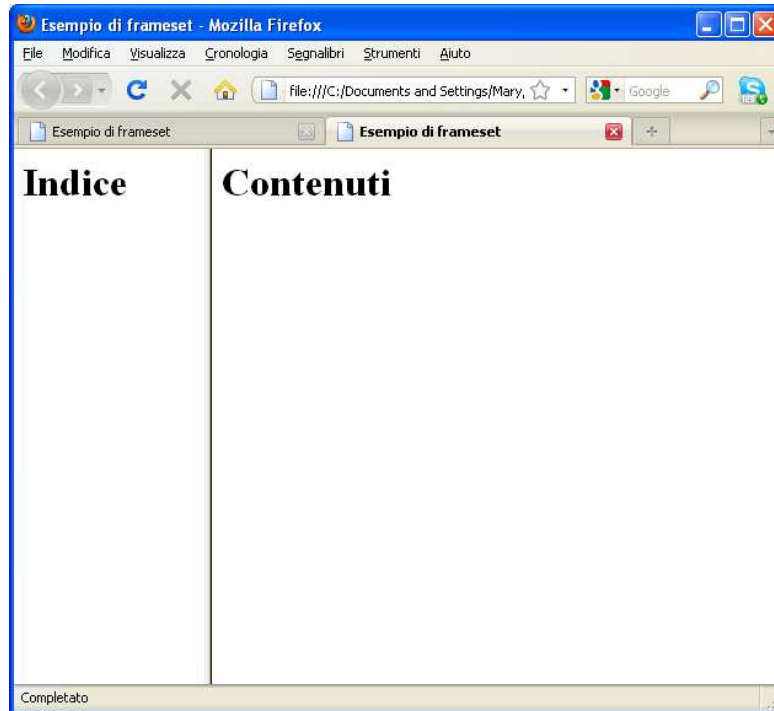 Esempio di frameset - Mozilla Firefox
File Modifica Visualizza Cronologia Segnalibri Strumenti Aiuto
file:///C:/Documents and Settings/Mary, Google
Esempio di frameset Esempio di frameset
Indice Contenuti
Completato